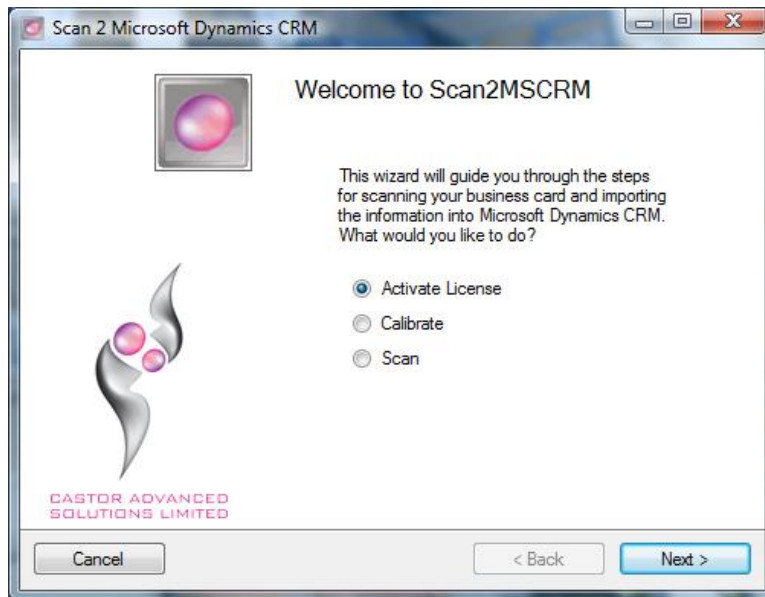 Scan 2 Microsoft Dynamics CRM
Welcome to Scan2MSCRM
This wizard will guide you through the steps
for scanning your business card and importing
the information into Microsoft Dynamics CRM.
What would you like to do?
Activate License
Calibrate
Scan
CASTOR ADVANCED
SOLUTIONS LIMITED
Cancel
< Back
Next >